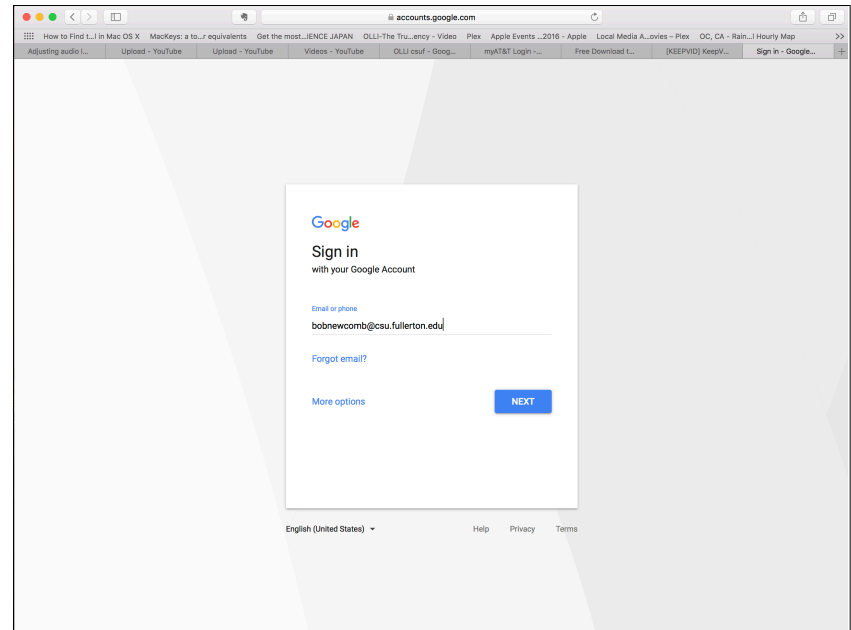 accounts.google.com
How to Find t...l in Mac OS X MacKeys: a to...r equivalents Get the most...IENCE JAPAN OLLI-The Tru...ency - Video Plex Apple Events ...2016 - Apple Local Media A...ovies – Plex OC, CA - Rain...l Hourly Map >>
Adjusting audio l... Upload - YouTube Upload - YouTube Videos - YouTube OLLI csuf - Goog... myAT&T Login -... Free Download t... [KEEPVID] KeepV... Sign in - Google... +
Google
Sign in
with your Google Account
Email or phone
bobnewcomb@csu.fullerton.edu
Forgot email?
More options NEXT
English (United States) Help Privacy Terms